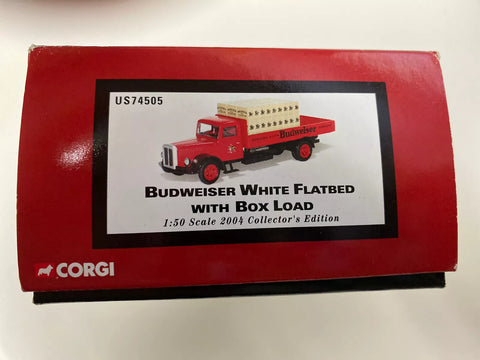 US74505
Budweiser
BUDWEISER WHITE FLATBED
WITH BOX LOAD
1:50 Scale 2004 Collector's Edition
CORGI